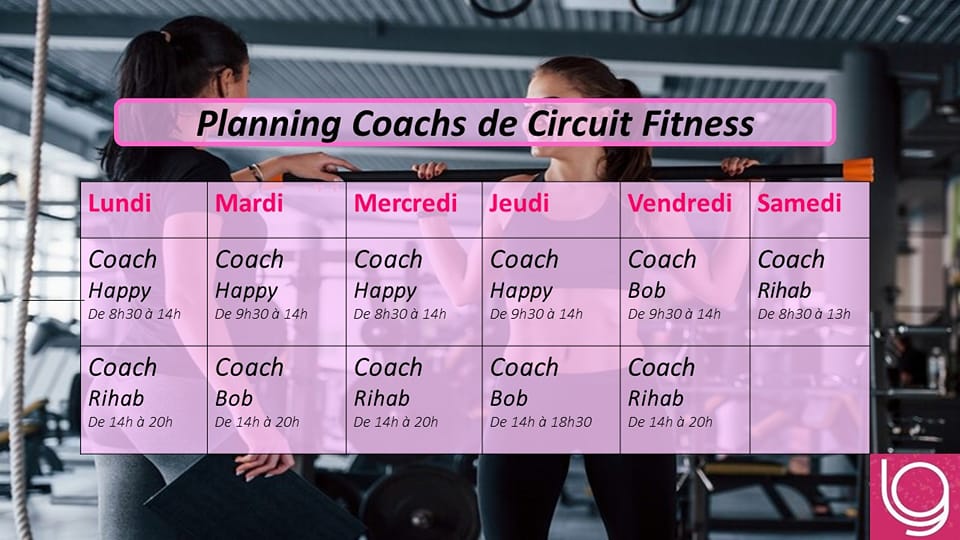 Planning Coachs de Circuit Fitness
Lundi Mardi Mercredi Jeudi Vendredi Samedi
Coach Coach Coach Coach Coach Coach
Happy Happy Happy Happy Bob Rihab
De 8h30 à 14h De 9h30 à 14h De 8h30 à 14h De 9h30 à 14h De 9h30 à 14h De 8h30 à 13h
Coach Coach Coach Coach Coach
Rihab Bob Rihab Bob Rihab
De 14h à 20h De 14h à 20h De 14h à 20h De 14h à 18h30 De 14h à 20h